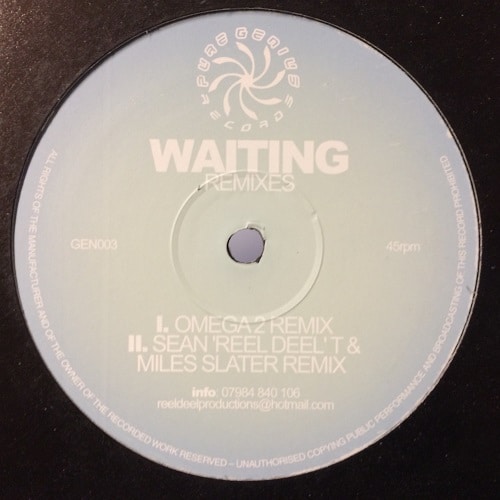 PURE GENIUS
RECORDS
WAITING
REMIXES
GEN003
45rpm
I. OMEGA 2 REMIX
II. SEAN 'REEL DEEL' T &
MILES SLATER REMIX
info: 07984 840 106
reeldeelproductions@hotmail.com
ALL RIGHTS OF THE MANUFACTURER AND OF THE OWNER OF THE RECORDED WORK RESERVED – UNAUTHORISED COPYING PUBLIC PERFORMANCE AND BROADCASTING OF THIS RECORD PROHIBITED